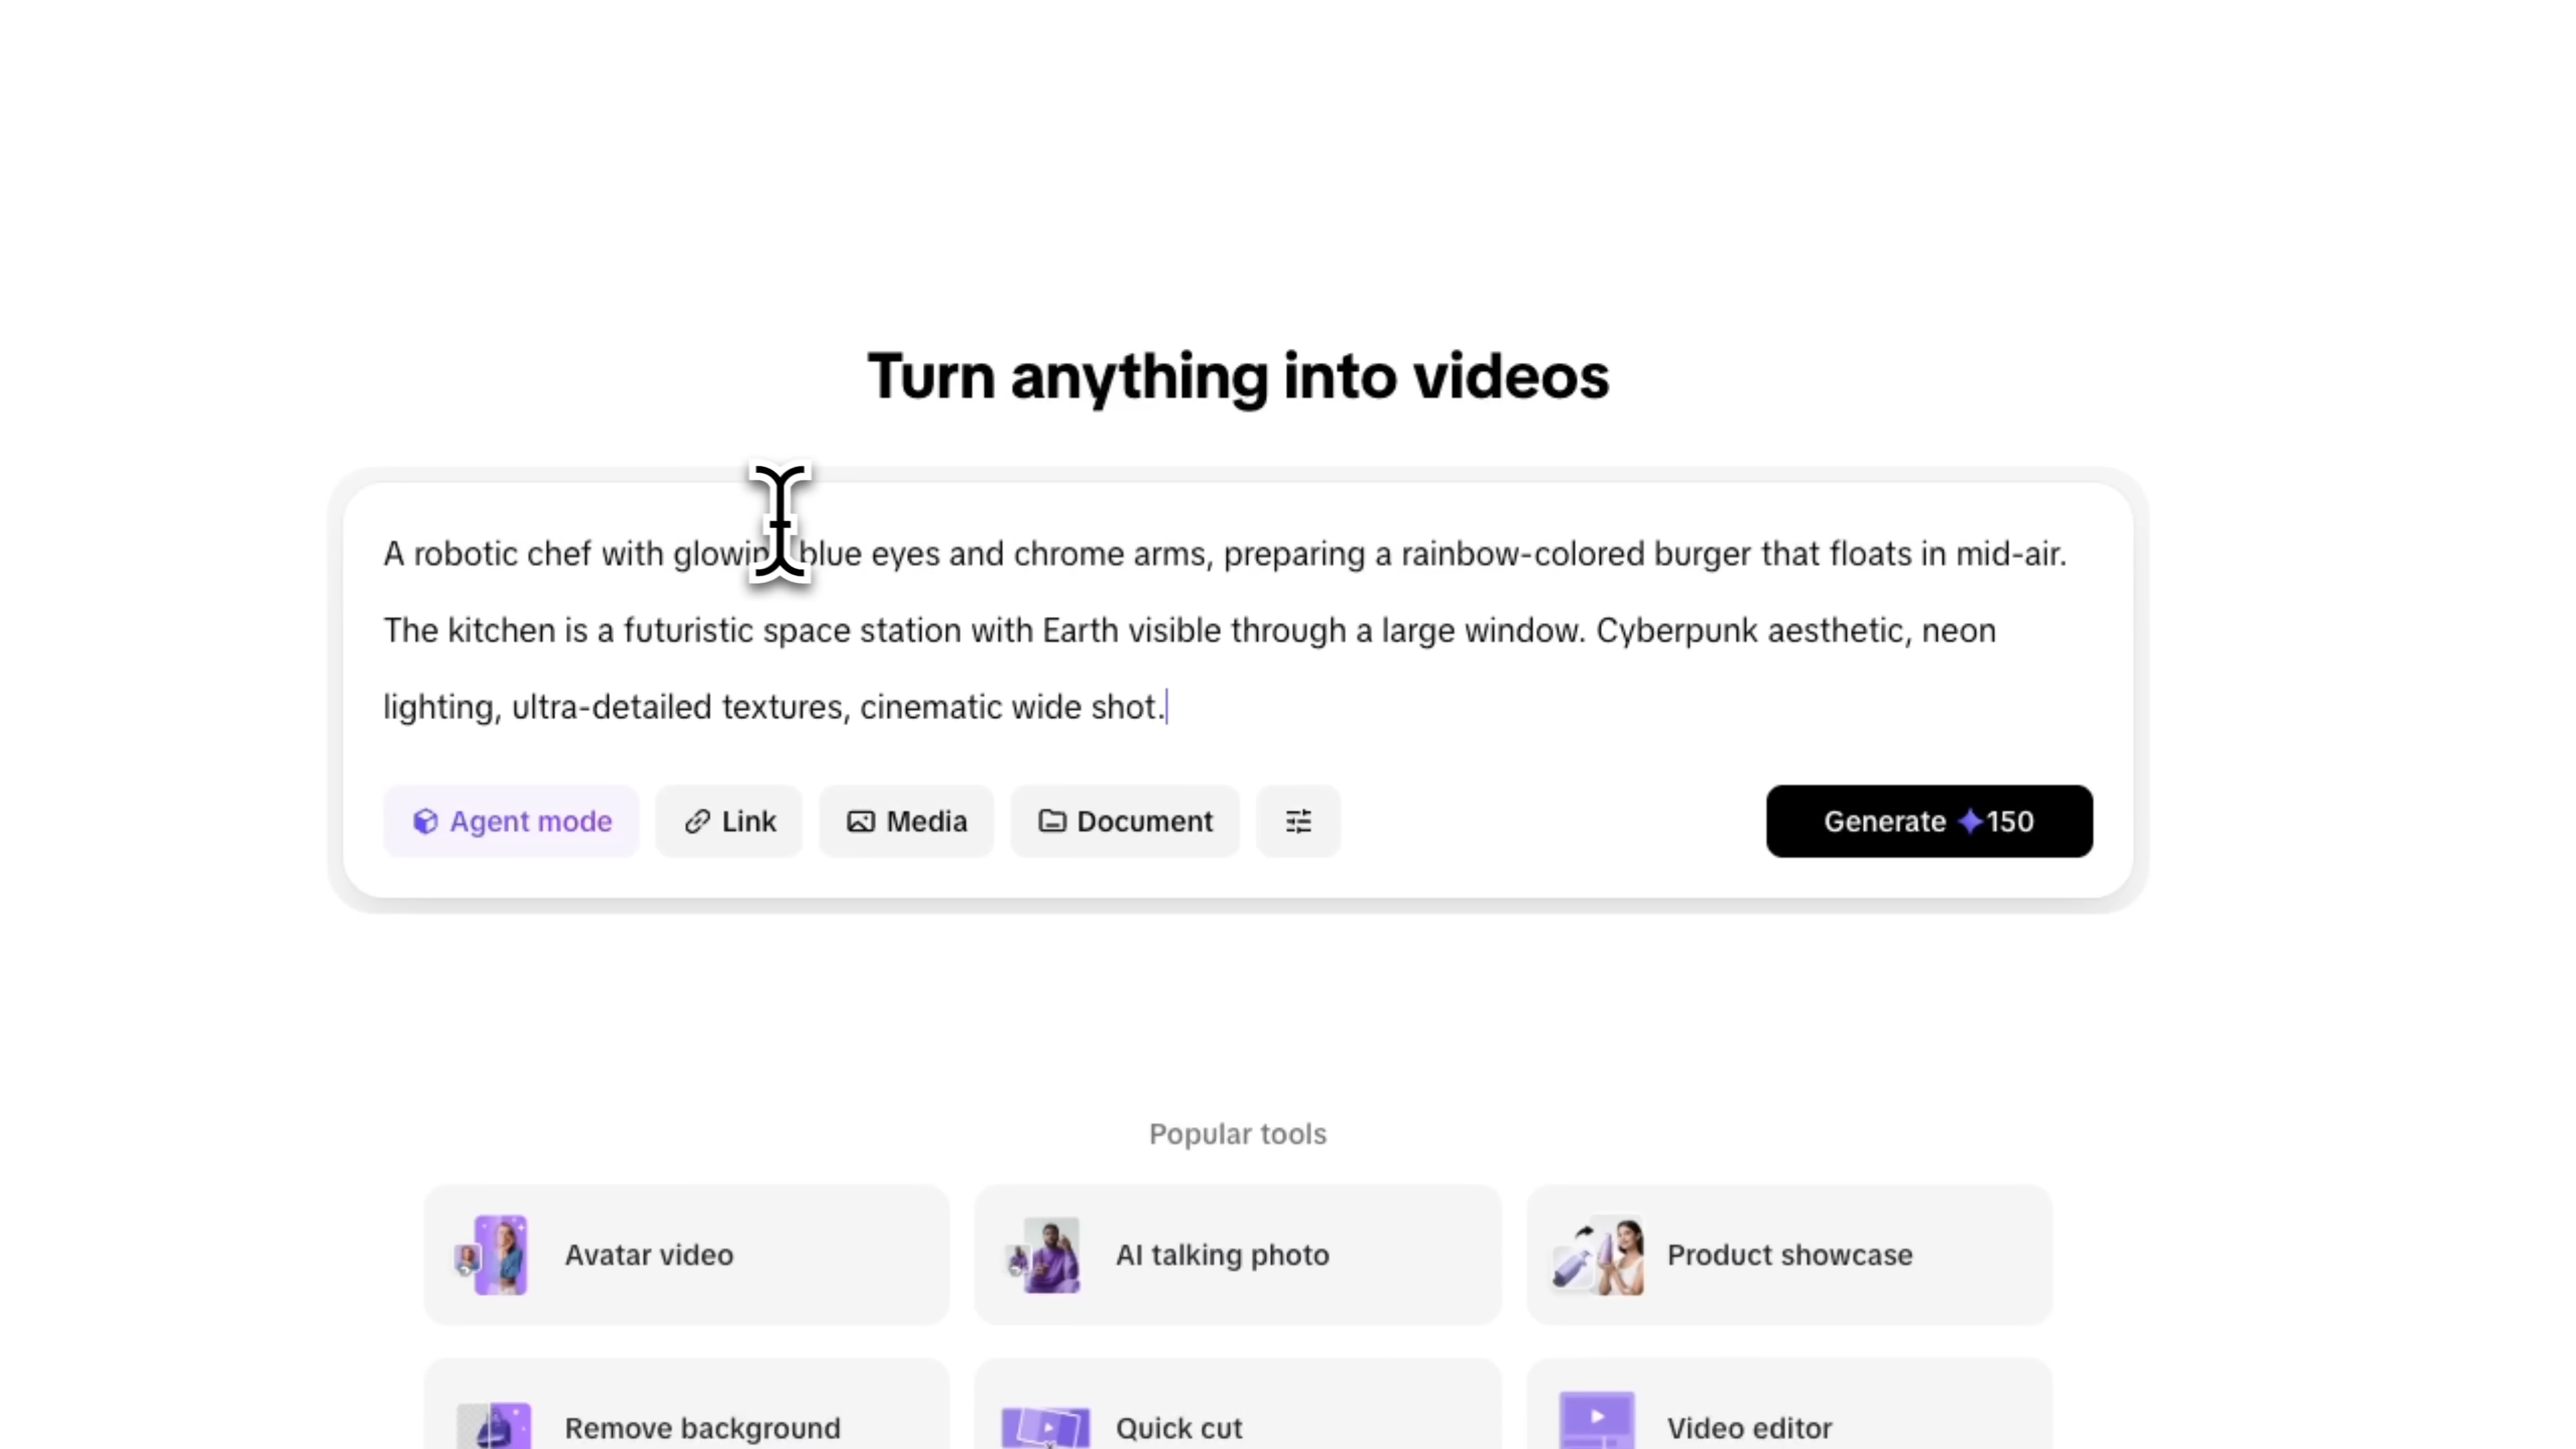 Turn anything into videos
A robotic chef with glowing blue eyes and chrome arms, preparing a rainbow-colored burger that floats in mid-air.
The kitchen is a futuristic space station with Earth visible through a large window. Cyberpunk aesthetic, neon
lighting, ultra-detailed textures, cinematic wide shot.
Agent mode
Link
Media
Document
Generate 150
Popular tools
Avatar video
AI talking photo
Product showcase
Remove background
Quick cut
Video editor